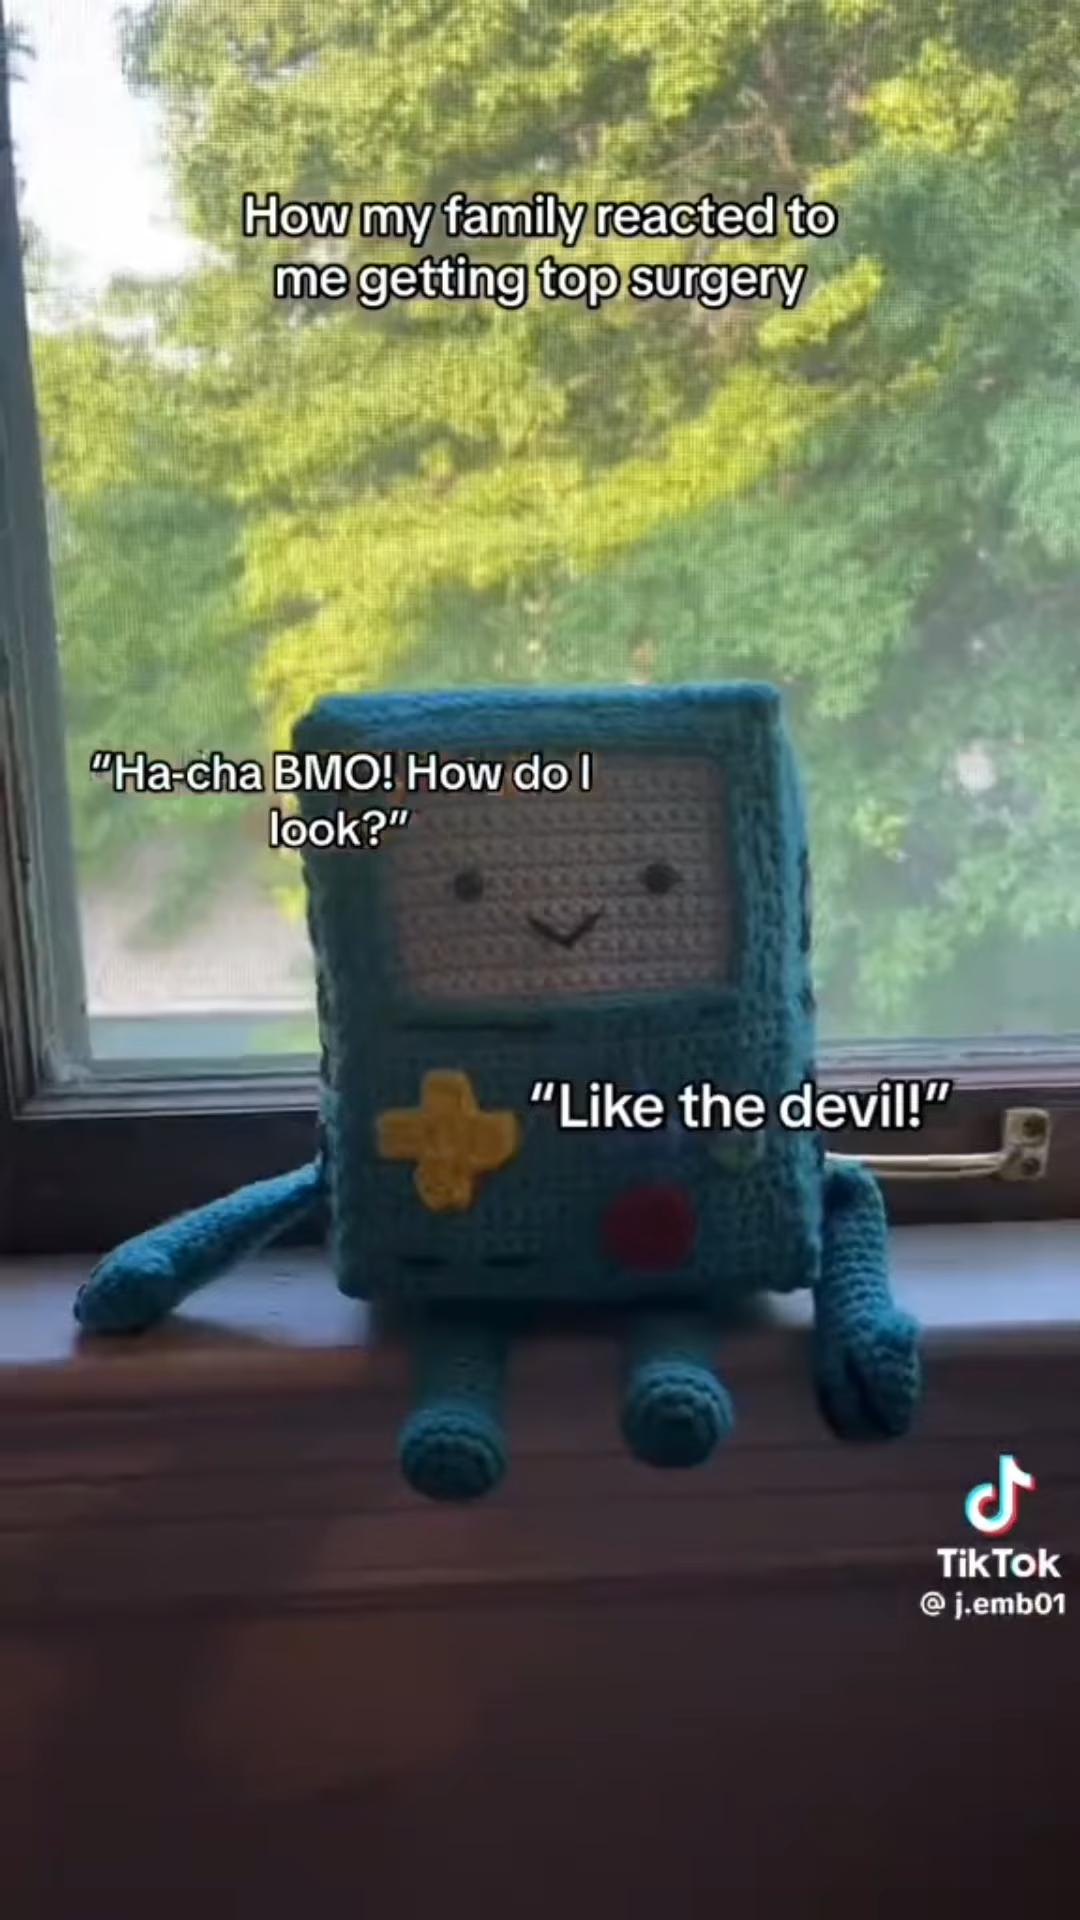 How my family reacted to
me getting top surgery
“Ha-cha BMO! How do I
look?”
“Like the devil!”
TikTok
@ j.emb01